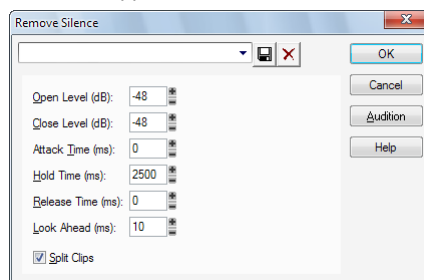 Remove Silence
OK
Cancel
Audition
Help
Open Level (dB): -48
Close Level (dB): -48
Attack Time (ms): 0
Hold Time (ms): 2500
Release Time (ms): 0
Look Ahead (ms): 10
Split Clips